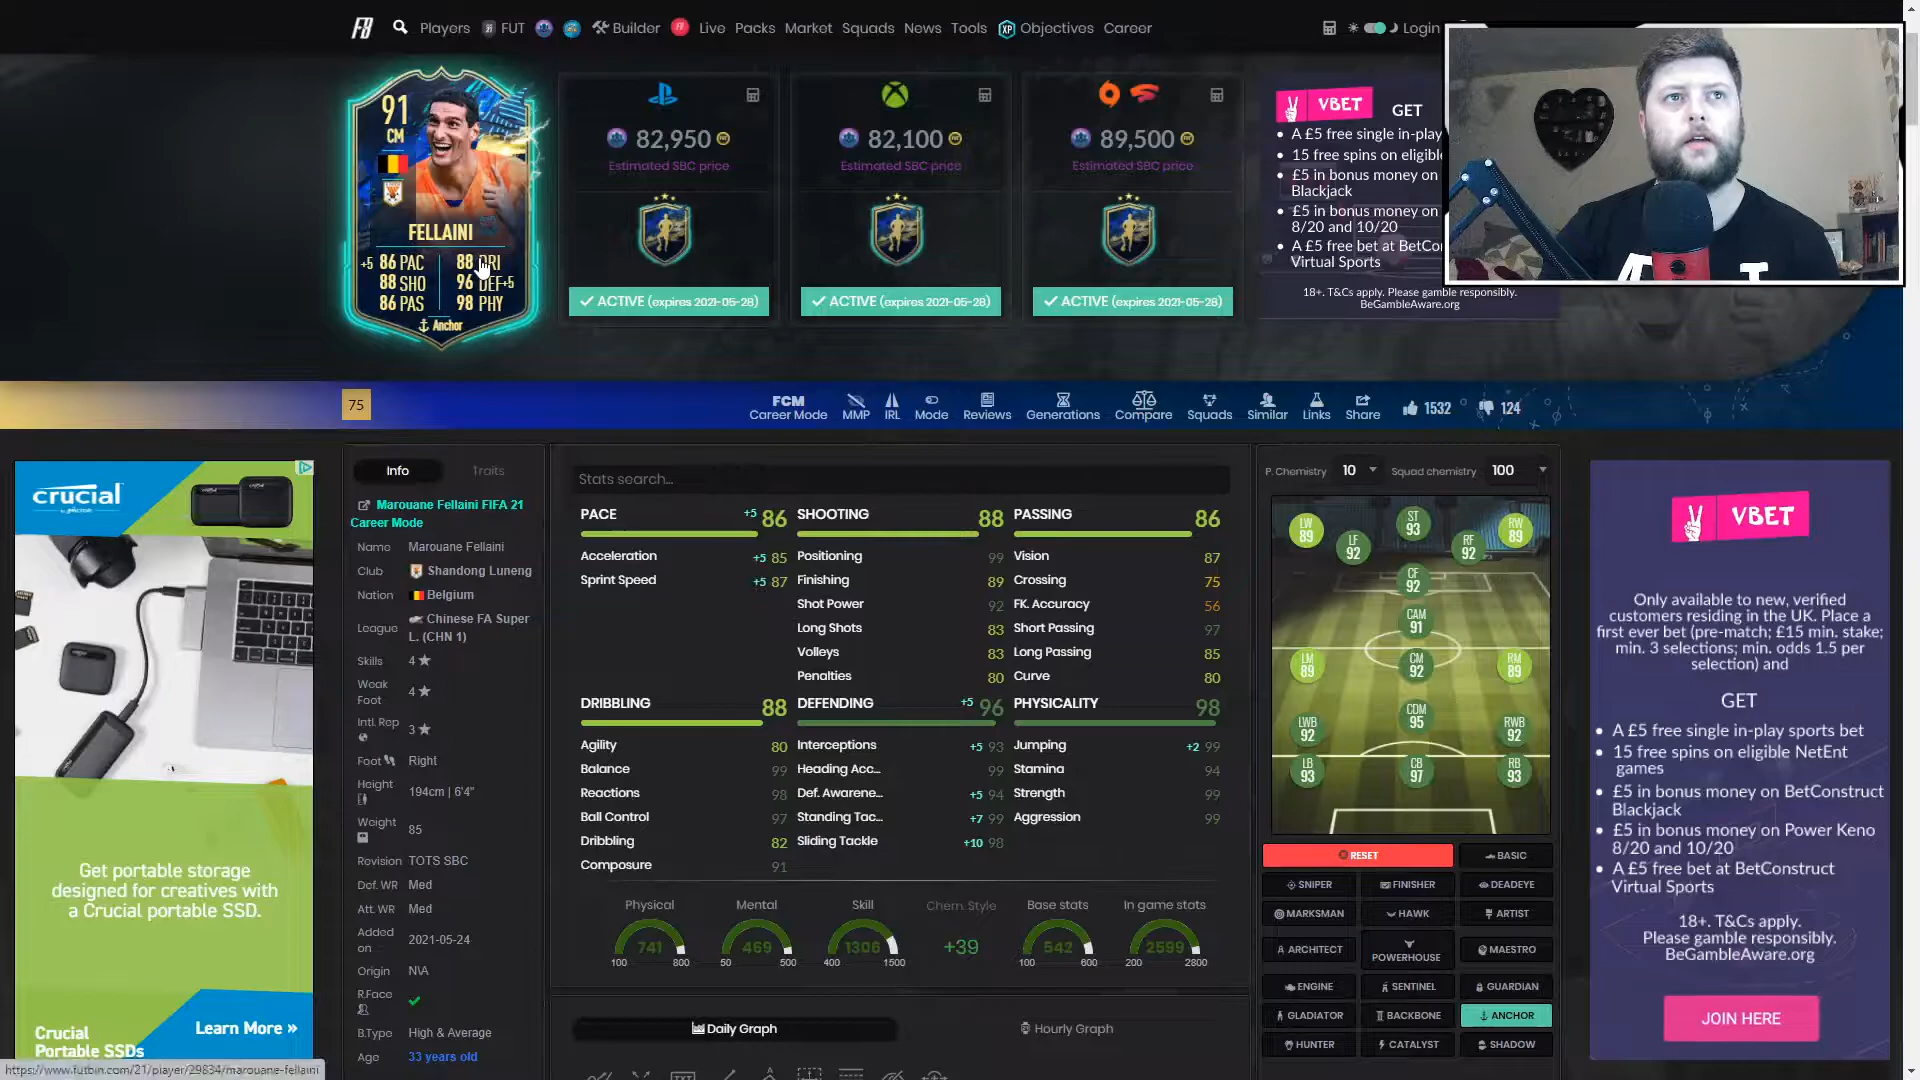 FB Players FUT Builder Live Packs Market Squads News Tools XP Objectives Career Login
91
CM
FELLAINI
+5 86 PAC 88 DRI
88 SHO 96 DEF+5
86 PAS 98 PHY
Anchor
82,950
Estimated SBC price
ACTIVE (expires 2021-05-28)
82,100
Estimated SBC price
ACTIVE (expires 2021-05-28)
89,500
Estimated SBC price
ACTIVE (expires 2021-05-28)
VBET GET
A £5 free single in-play
15 free spins on eligible
£5 in bonus money on
Blackjack
£5 in bonus money on
8/20 and 10/20
A £5 free bet at BetCon
Virtual Sports
18+. T&Cs apply. Please gamble responsibly.
BeGambleAware.org
75
FCM
Career Mode MMP IRL Mode Reviews Generations Compare Squads Similar Links Share 1532 124
crucial
by Micron
Get portable storage
designed for creatives with
a Crucial portable SSD.
Crucial
Portable SSDs
Learn More »
Info Traits
Marouane Fellaini FIFA 21
Career Mode
Name Marouane Fellaini
Club Shandong Luneng
Nation Belgium
League Chinese FA Super
L. (CHN 1)
Skills 4
Weak
Foot 4
Intl. Rep 3
Foot Right
Height 194cm | 6'4"
Weight 85
Revision TOTS SBC
Def. WR Med
Att. WR Med
Added
on 2021-05-24
Origin N\A
R.Face
B.Type High & Average
Age 33 years old
Stats search...
PACE +5 86
Acceleration +5 85
Sprint Speed +5 87
SHOOTING 88
Positioning 99
Finishing 89
Shot Power 92
Long Shots 83
Volleys 83
Penalties 80
PASSING 86
Vision 87
Crossing 75
FK. Accuracy 56
Short Passing 97
Long Passing 85
Curve 80
DRIBBLING 88
Agility 80
Balance 99
Reactions 98
Ball Control 97
Dribbling 82
Composure 91
DEFENDING +5 96
Interceptions +5 93
Heading Acc... 99
Def. Awarene... +5 94
Standing Tac... +7 99
Sliding Tackle +10 98
PHYSICALITY 98
Jumping +2 99
Stamina 94
Strength 99
Aggression 99
Physical Mental Skill Chem. Style Base stats In game stats
741 469 1306 +39 542 2599
100 800 50 500 400 1500 100 600 200 2800
Daily Graph Hourly Graph
P. Chemistry 10 Squad chemistry 100
ST
93
LW
89
RW
89
LF
92
RF
92
CF
92
CAM
91
LM
89
CM
92
RM
89
CDM
95
LWB
92
RWB
92
LB
93
CB
97
RB
93
RESET BASIC
SNIPER FINISHER DEADEYE
MARKSMAN HAWK ARTIST
ARCHITECT POWERHOUSE MAESTRO
ENGINE SENTINEL GUARDIAN
GLADIATOR BACKBONE ANCHOR
HUNTER CATALYST SHADOW
VBET
Only available to new, verified
customers residing in the UK. Place a
first ever bet (pre-match; £15 min. stake;
min. 3 selections; min. odds 1.5 per
selection) and
GET
A £5 free single in-play sports bet
15 free spins on eligible NetEnt
games
£5 in bonus money on BetConstruct
Blackjack
£5 in bonus money on Power Keno
8/20 and 10/20
A £5 free bet at BetConstruct
Virtual Sports
18+. T&Cs apply.
Please gamble responsibly.
BeGambleAware.org
JOIN HERE
https://www.futbin.com/21/player/29834/marouane-fellaini